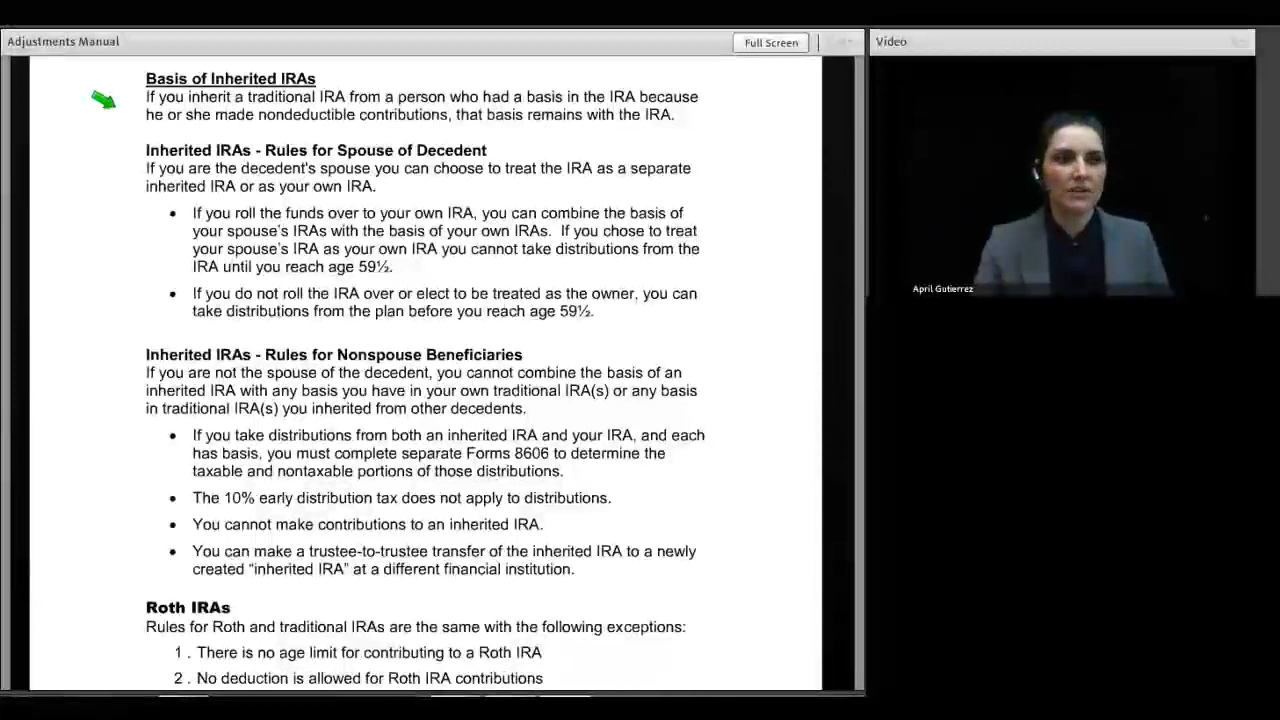 Adjustments Manual
Full Screen
Video
Basis of Inherited IRAs
If you inherit a traditional IRA from a person who had a basis in the IRA because
he or she made nondeductible contributions, that basis remains with the IRA.
Inherited IRAs - Rules for Spouse of Decedent
If you are the decedent's spouse you can choose to treat the IRA as a separate
inherited IRA or as your own IRA.
• If you roll the funds over to your own IRA, you can combine the basis of
your spouse's IRAs with the basis of your own IRAs.  If you chose to treat
your spouse's IRA as your own IRA you cannot take distributions from the
IRA until you reach age 59½.
• If you do not roll the IRA over or elect to be treated as the owner, you can
take distributions from the plan before you reach age 59½.
Inherited IRAs - Rules for Nonspouse Beneficiaries
If you are not the spouse of the decedent, you cannot combine the basis of an
inherited IRA with any basis you have in your own traditional IRA(s) or any basis
in traditional IRA(s) you inherited from other decedents.
• If you take distributions from both an inherited IRA and your IRA, and each
has basis, you must complete separate Forms 8606 to determine the
taxable and nontaxable portions of those distributions.
• The 10% early distribution tax does not apply to distributions.
• You cannot make contributions to an inherited IRA.
• You can make a trustee-to-trustee transfer of the inherited IRA to a newly
created “inherited IRA” at a different financial institution.
Roth IRAs
Rules for Roth and traditional IRAs are the same with the following exceptions:
1 . There is no age limit for contributing to a Roth IRA
2 . No deduction is allowed for Roth IRA contributions
April Gutierrez